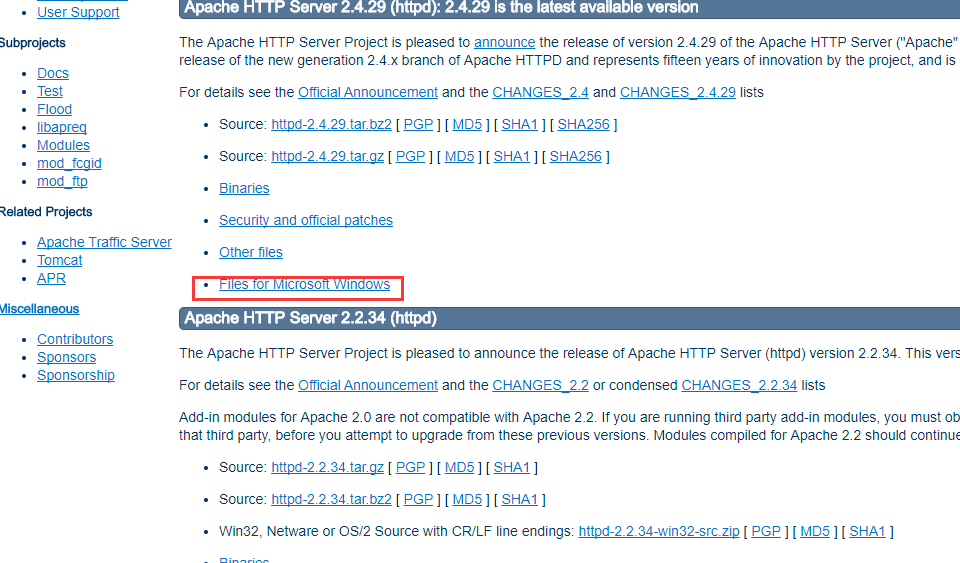 User Support
Subprojects
Docs
Test
Flood
libapreq
Modules
mod_fcgid
mod_ftp
Related Projects
Apache Traffic Server
Tomcat
APR
Miscellaneous
Contributors
Sponsors
Sponsorship
Apache HTTP Server 2.4.29 (httpd): 2.4.29 is the latest available version
The Apache HTTP Server Project is pleased to announce the release of version 2.4.29 of the Apache HTTP Server ("Apache"
release of the new generation 2.4.x branch of Apache HTTPD and represents fifteen years of innovation by the project, and is
For details see the Official Announcement and the CHANGES_2.4 and CHANGES_2.4.29 lists
Source: httpd-2.4.29.tar.bz2 [ PGP ] [ MD5 ] [ SHA1 ] [ SHA256 ]
Source: httpd-2.4.29.tar.gz [ PGP ] [ MD5 ] [ SHA1 ] [ SHA256 ]
Binaries
Security and official patches
Other files
Files for Microsoft Windows
Apache HTTP Server 2.2.34 (httpd)
The Apache HTTP Server Project is pleased to announce the release of Apache HTTP Server (httpd) version 2.2.34. This vers
For details see the Official Announcement and the CHANGES_2.2 or condensed CHANGES_2.2.34 lists
Add-in modules for Apache 2.0 are not compatible with Apache 2.2. If you are running third party add-in modules, you must ob
that third party, before you attempt to upgrade from these previous versions. Modules compiled for Apache 2.2 should continue
Source: httpd-2.2.34.tar.gz [ PGP ] [ MD5 ] [ SHA1 ]
Source: httpd-2.2.34.tar.bz2 [ PGP ] [ MD5 ] [ SHA1 ]
Win32, Netware or OS/2 Source with CR/LF line endings: httpd-2.2.34-win32-src.zip [ PGP ] [ MD5 ] [ SHA1 ]
Binaries